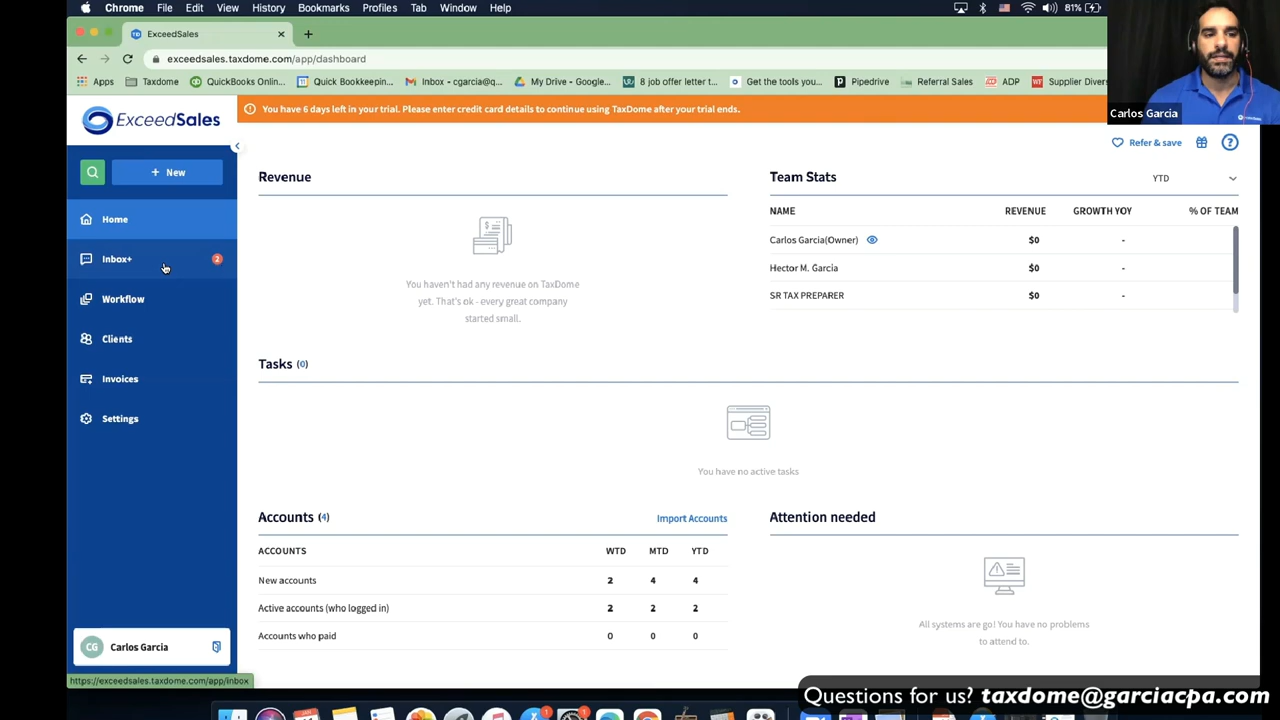 Chrome File Edit View History Bookmarks Profiles Tab Window Help 81%
ExceedSales
exceedsales.taxdome.com/app/dashboard
Apps Taxdome QuickBooks Onlin... Quick Bookkeepin... Inbox - cgarcia@q... My Drive - Google... 8 job offer letter t... Get the tools you... Pipedrive Referral Sales ADP Supplier Diver
Carlos Garcia
ExceedSales
You have 6 days left in your trial. Please enter credit card details to continue using TaxDome after your trial ends.
Refer & save
+ New
Home
Inbox+ 2
Workflow
Clients
Invoices
Settings
CG Carlos Garcia
https://exceedsales.taxdome.com/app/inbox
Revenue
You haven't had any revenue on TaxDome
yet. That's ok - every great company
started small.
Team Stats YTD
NAME REVENUE GROWTH YOY % OF TEAM
Carlos Garcia(Owner) $0 -
Hector M. Garcia $0 -
SR TAX PREPARER $0 -
Tasks (0)
You have no active tasks
Accounts (4) Import Accounts
ACCOUNTS WTD MTD YTD
New accounts 2 4 4
Active accounts (who logged in) 2 2 2
Accounts who paid 0 0 0
Attention needed
All systems are go! You have no problems
to attend to.
Questions for us? taxdome@garciacpa.com